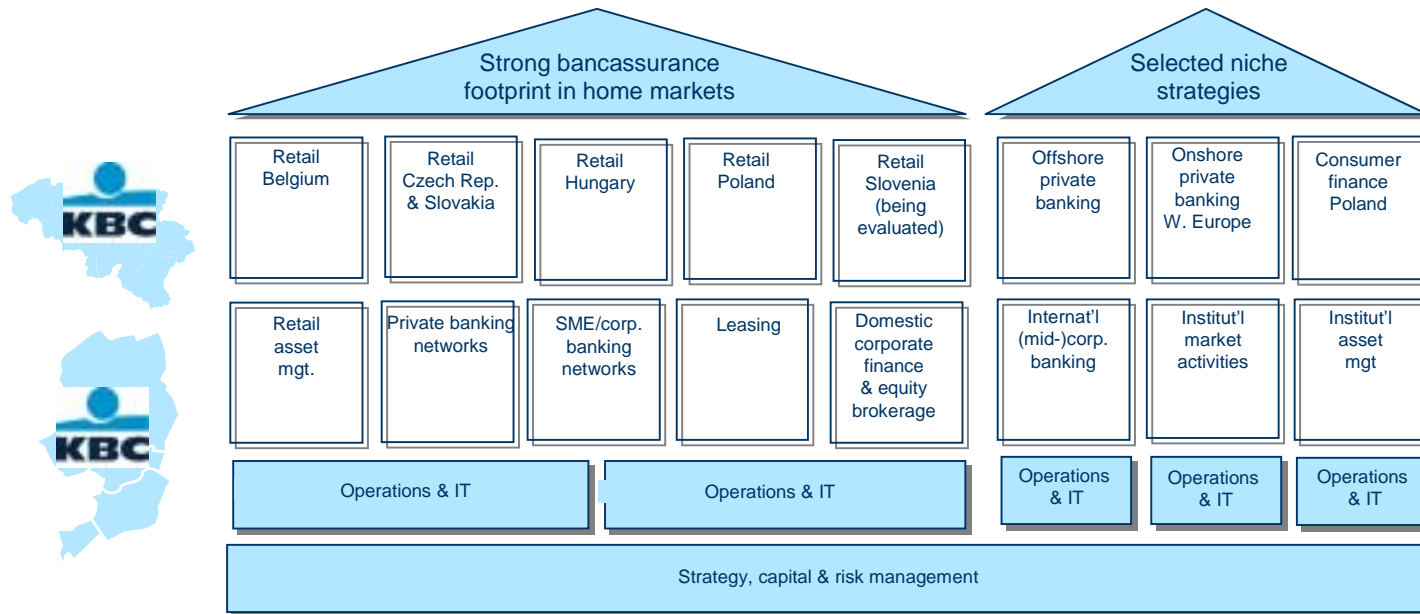 Strong bancassurance
footprint in home markets
Selected niche
strategies
KBC
Retail
Belgium
Retail
Czech Rep.
& Slovakia
Retail
Hungary
Retail
Poland
Retail
Slovenia
(being
evaluated)
Offshore
private
banking
Onshore
private
banking
W. Europe
Consumer
finance
Poland
KBC
Retail
asset
mgt.
Private banking
networks
SME/corp.
banking
networks
Leasing
Domestic
corporate
finance
& equity
brokerage
Internat'l
(mid-)corp.
banking
Institut'l
market
activities
Institut'l
asset
mgt
Operations & IT
Operations & IT
Operations
& IT
Operations
& IT
Operations
& IT
Strategy, capital & risk management